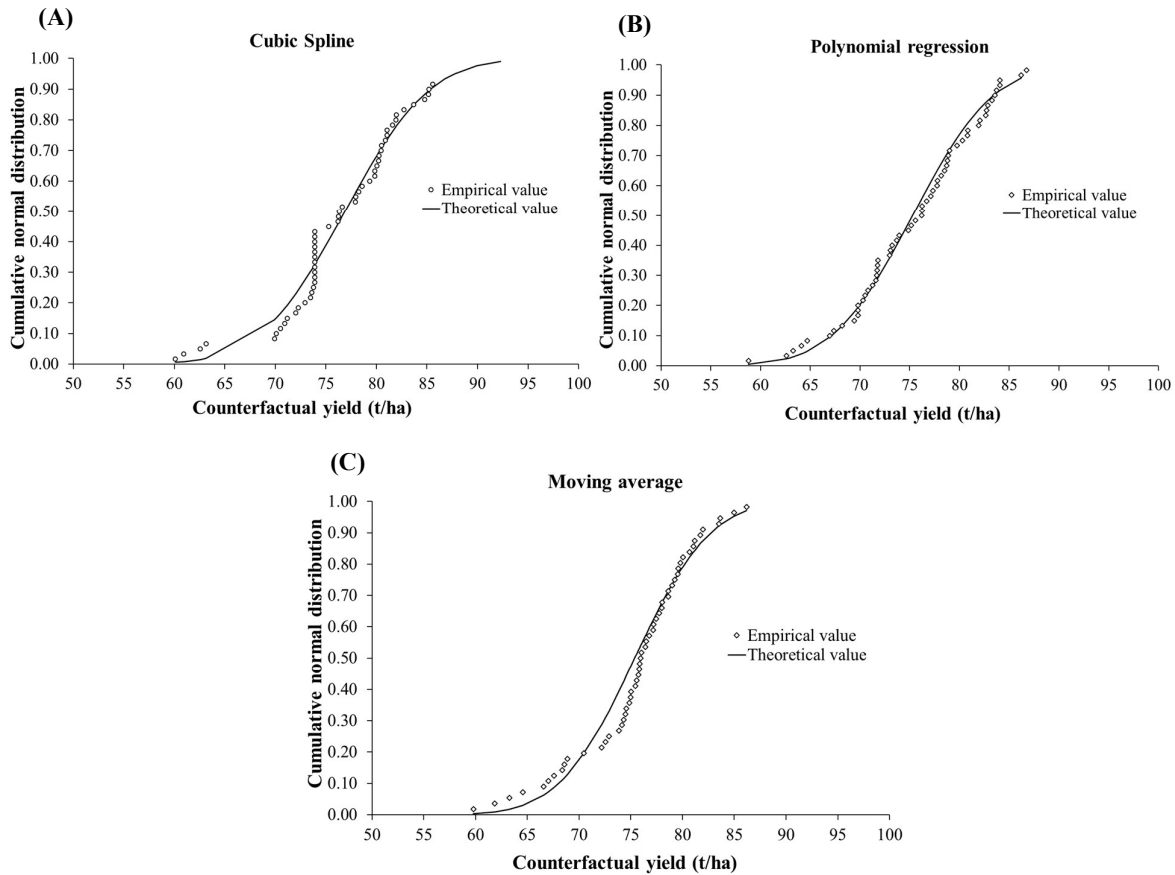 (A)
Cubic Spline
Cumulative normal distribution
1.00
0.90
0.80
0.70
0.60
0.50
0.40
0.30
0.20
0.10
0.00
Empirical value
Theoretical value
50 55 60 65 70 75 80 85 90 95 100
Counterfactual yield (t/ha)
(B)
Polynomial regression
Cumulative normal distribution
1.00
0.90
0.80
0.70
0.60
0.50
0.40
0.30
0.20
0.10
0.00
Empirical value
Theoretical value
50 55 60 65 70 75 80 85 90 95 100
Counterfactual yield (t/ha)
(C)
Moving average
Cumulative normal distribution
1.00
0.90
0.80
0.70
0.60
0.50
0.40
0.30
0.20
0.10
0.00
Empirical value
Theoretical value
50 55 60 65 70 75 80 85 90 95 100
Counterfactual yield (t/ha)